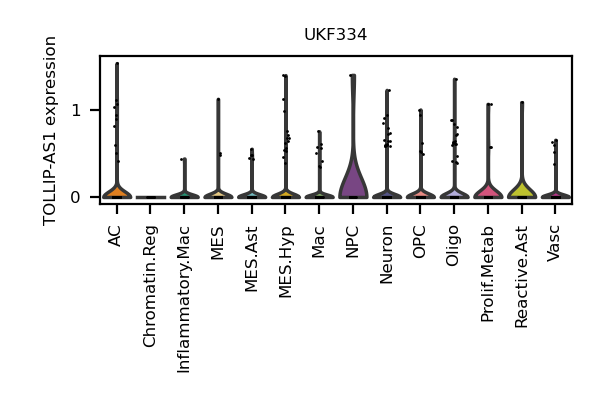 UKF334
TOLLIP-AS1 expression
1
0
AC
Chromatin.Reg
Inflammatory.Mac
MES
MES.Ast
MES.Hyp
Mac
NPC
Neuron
OPC
Oligo
Prolif.Metab
Reactive.Ast
Vasc